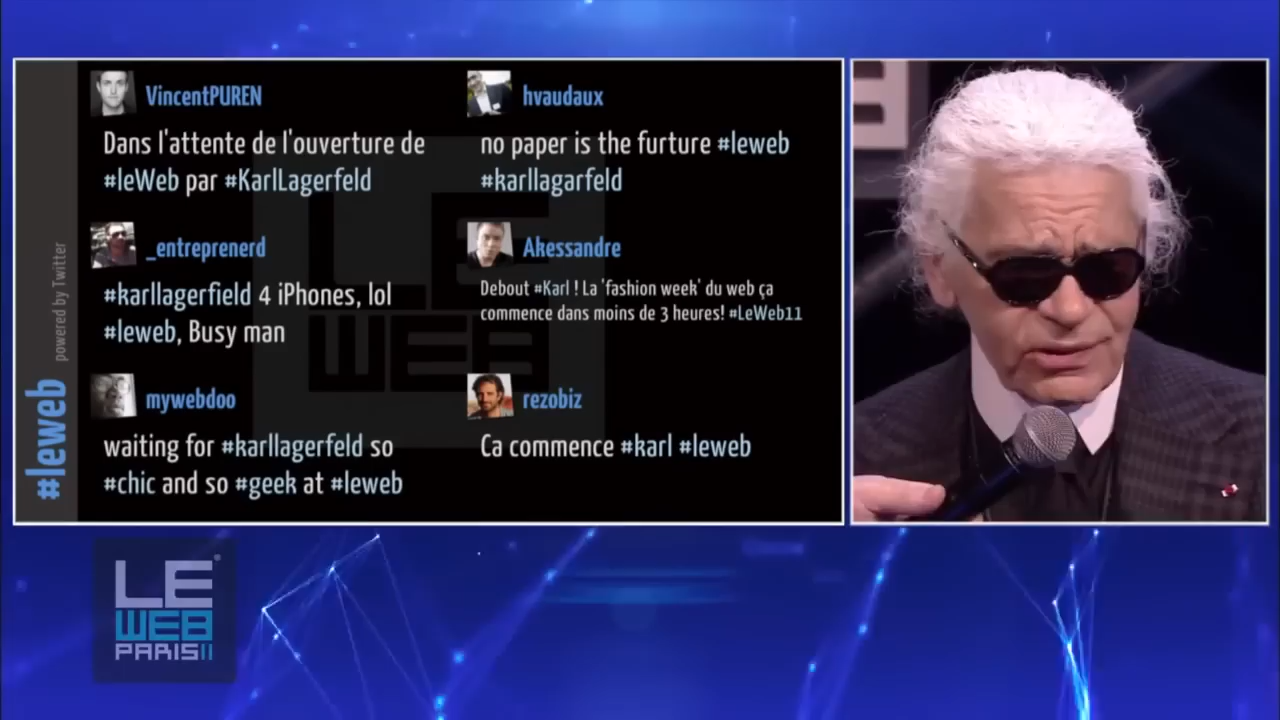 VincentPUREN
Dans l'attente de l'ouverture de
#leWeb par #KarlLagerfeld
_entreprenerd
#karllagerfield 4 iPhones, lol
#leweb, Busy man
mywebdoo
waiting for #karllagerfeld so
#chic and so #geek at #leweb
hvaudaux
no paper is the furture #leweb
#karllagarfeld
Akessandre
Debout #Karl ! La 'fashion week' du web ça
commence dans moins de 3 heures! #LeWeb11
rezobiz
Ca commence #karl #leweb
#leweb
powered by Twitter
LE
WEB
LE
WEB
PARIS11